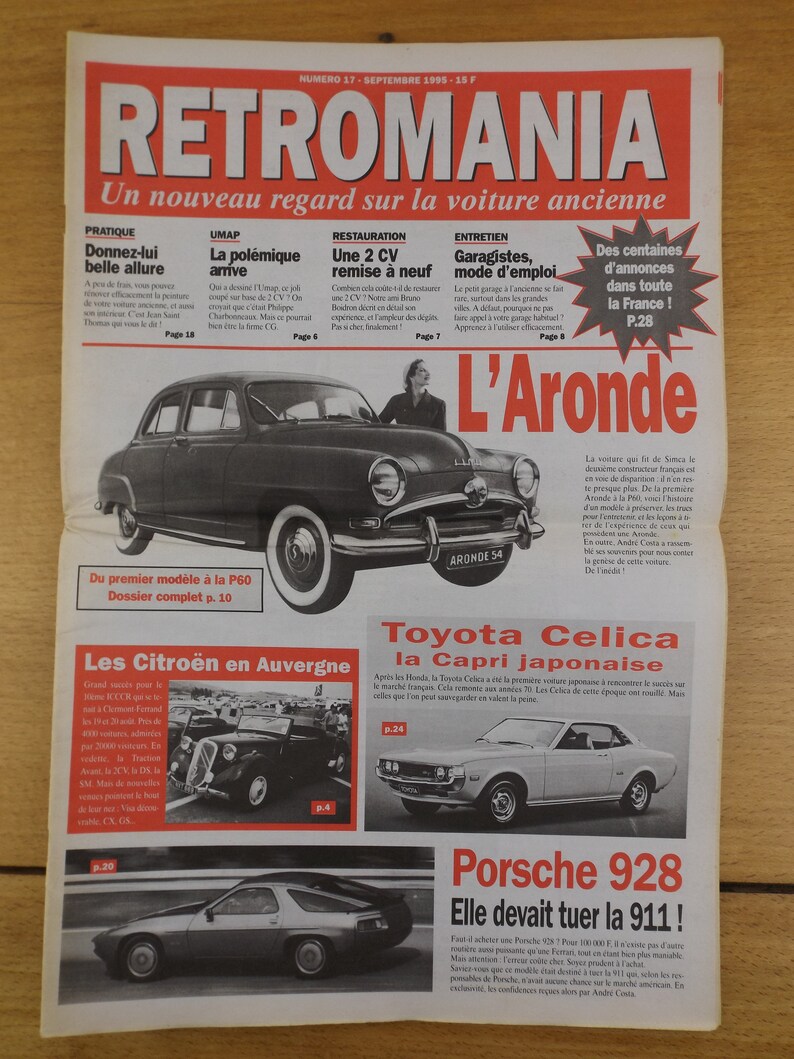 NUMERO 17 - SEPTEMBRE 1995 - 15 F
RETROMANIA
Un nouveau regard sur la voiture ancienne
PRATIQUE
Donnez-lui
belle allure
A peu de frais, vous pouvez
rénover efficacement la peinture
de votre voiture ancienne, et aussi
son intérieur. C'est Jean Saint
Thomas qui vous le dit !
Page 18
UMAP
La polémique
arrive
Qui a dessiné l'Umap, ce joli
coupé sur base de 2 CV ? On
croyait que c'était Philippe
Charbonneaux. Mais ce pourrait
bien être la firme CG.
Page 6
RESTAURATION
Une 2 CV
remise à neuf
Combien cela coûte-t-il de restaurer
une 2 CV ? Notre ami Bruno
Boidron décrit en détail son
expérience, et l'ampleur des dégâts.
Pas si cher, finalement !
Page 7
ENTRETIEN
Garagistes,
mode d'emploi
Le petit garage à l'ancienne se fait
rare, surtout dans les grandes
villes. A défaut, pourquoi ne pas
faire appel à votre garage habituel ?
Apprenez à l'utiliser efficacement.
Page 8
Des centaines
d'annonces
dans toute
la France !
P.28
L'Aronde
La voiture qui fit de Simca le
deuxième constructeur français est
en voie de disparition : il n'en res-
te presque plus. De la première
Aronde à la P60, voici l'histoire
d'un modèle à préserver, les trucs
pour l'entretenir, et les leçons à ti-
rer de l'expérience de ceux qui
possèdent une Aronde.
En outre, André Costa a rassem-
blé ses souvenirs pour nous conter
la genèse de cette voiture.
De l'inédit !
SIMCA
ARONDE 54
Du premier modèle à la P60
Dossier complet p. 10
Les Citroën en Auvergne
Grand succès pour le
10ème ICCCR qui se te-
nait à Clermont-Ferrand
les 19 et 20 août. Près de
4000 voitures, admirées
par 20000 visiteurs. En
vedette, la Traction
Avant, la 2CV, la DS, la
SM. Mais de nouvelles
venues pointent le bout
de leur nez : Visa décou-
vrable, CX, GS...
p.4
Toyota Celica
la Capri japonaise
Après les Honda, la Toyota Celica a été la première voiture japonaise à rencontrer le succès sur
le marché français. Cela remonte aux années 70. Les Celica de cette époque ont rouillé. Mais
celles que l'on peut sauvegarder en valent la peine.
p.24
TOYOTA
p.20
Porsche 928
Elle devait tuer la 911 !
Faut-il acheter une Porsche 928 ? Pour 100 000 F, il n'existe pas d'autre
routière aussi puissante qu'une Ferrari, tout en étant bien plus maniable.
Mais attention : l'erreur coûte cher. Soyez prudent à l'achat.
Saviez-vous que ce modèle était destiné à tuer la 911 qui, selon les res-
ponsables de Porsche, n'avait aucune chance sur le marché américain. En
exclusivité, les confidences reçues alors par André Costa.